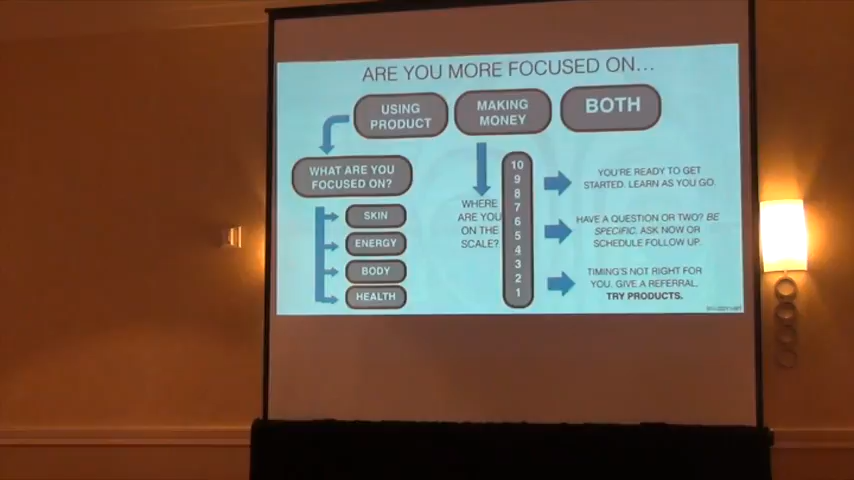 ARE YOU MORE FOCUSED ON...
USING
PRODUCT
MAKING
MONEY
BOTH
WHAT ARE YOU
FOCUSED ON?
SKIN
ENERGY
BODY
HEALTH
WHERE
ARE YOU
ON THE
SCALE?
10
9
8
7
6
5
4
3
2
1
YOU'RE READY TO GET
STARTED. LEARN AS YOU GO.
HAVE A QUESTION OR TWO? BE
SPECIFIC. ASK NOW OR
SCHEDULE FOLLOW UP.
TIMING'S NOT RIGHT FOR
YOU. GIVE A REFERRAL.
TRY PRODUCTS.